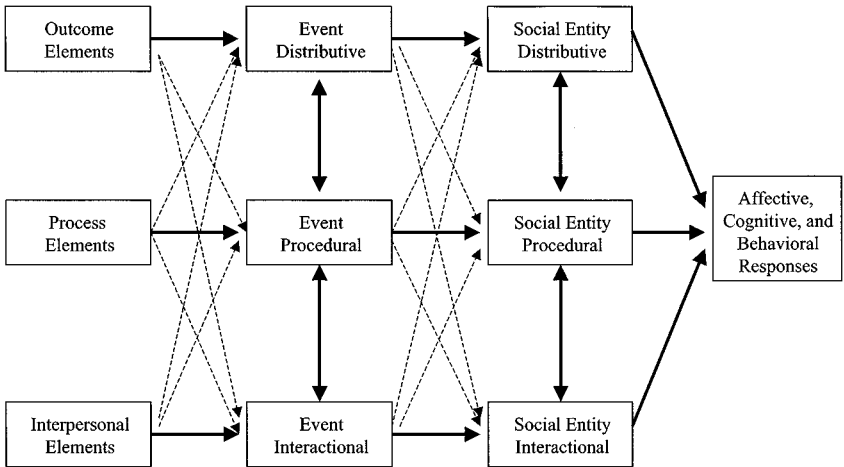 Outcome
Elements
Event
Distributive
Social Entity
Distributive
Process
Elements
Event
Procedural
Social Entity
Procedural
Affective,
Cognitive, and
Behavioral
Responses
Interpersonal
Elements
Event
Interactional
Social Entity
Interactional